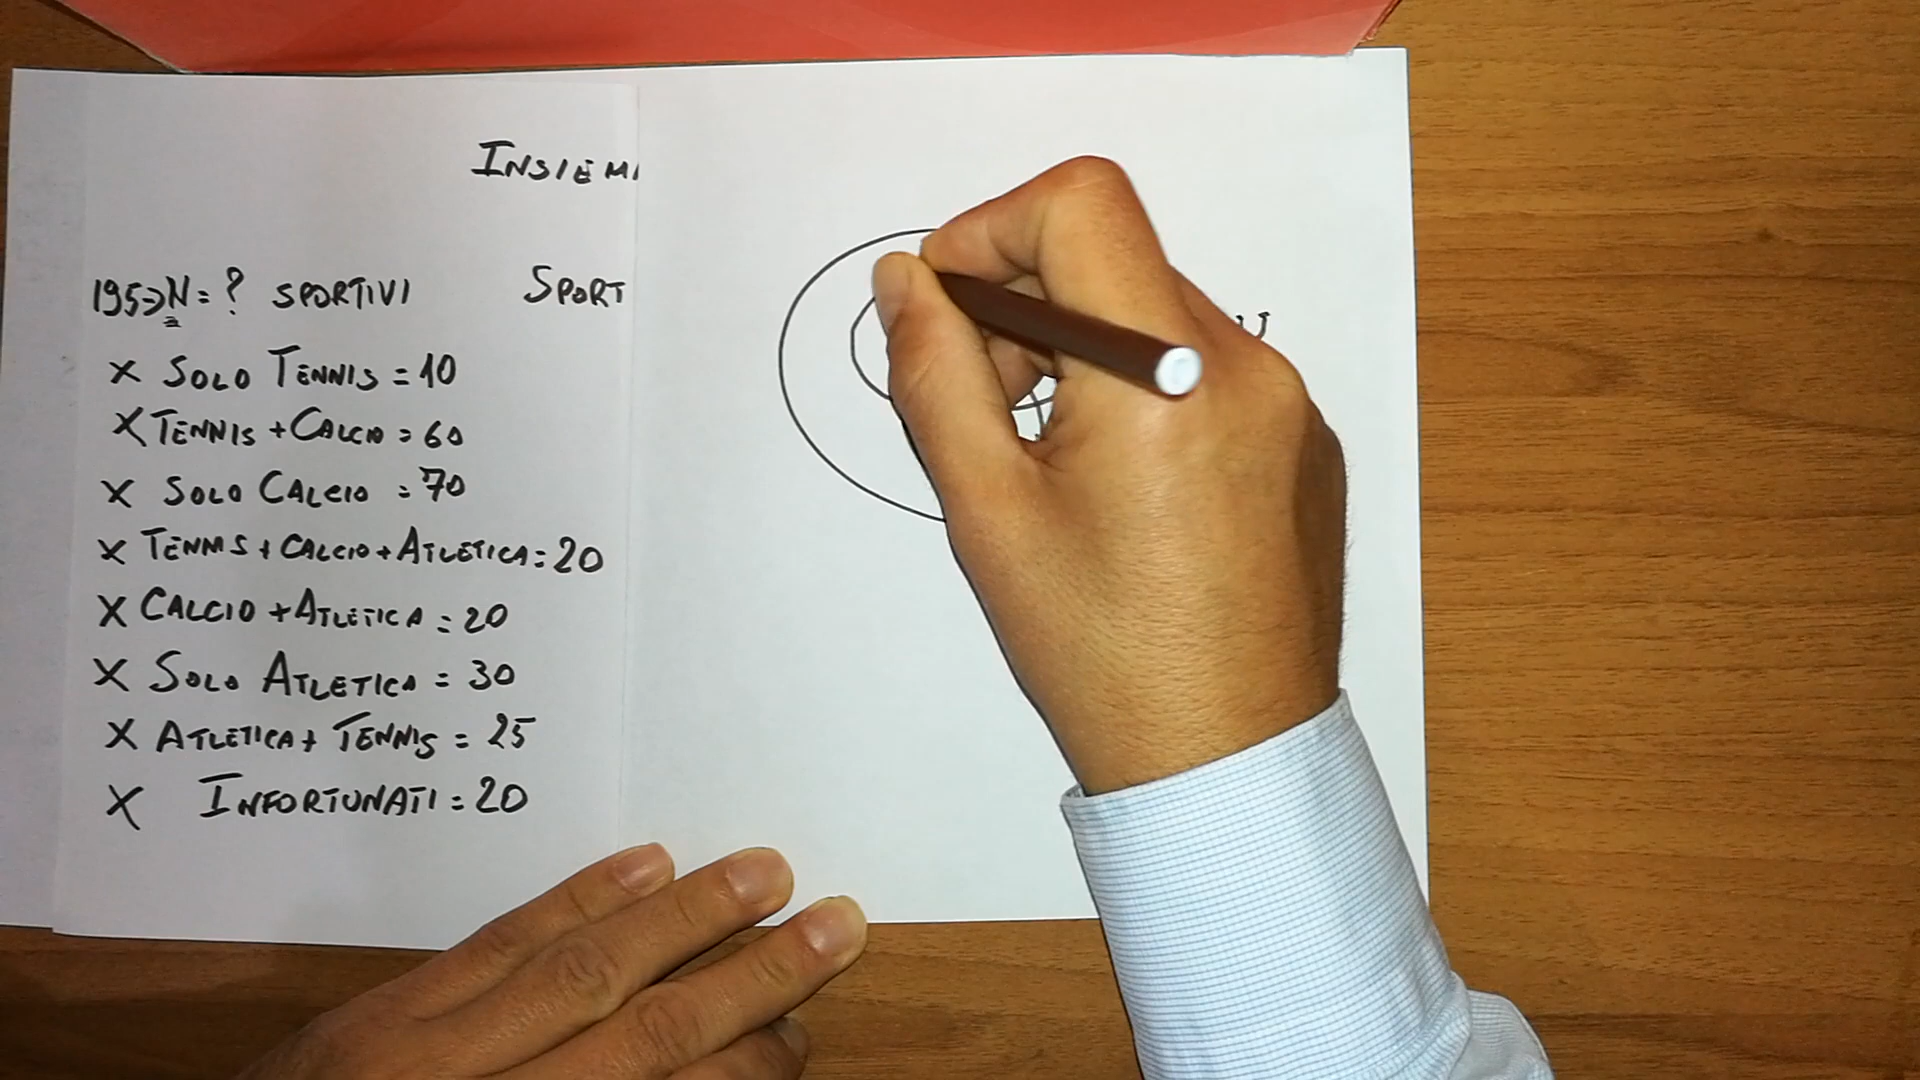 INSIEMI
195=>N=? SPORTIVI SPORT
X SOLO TENNIS = 10
X TENNIS + CALCIO = 60
X SOLO CALCIO = 70
X TENNIS + CALCIO + ATLETICA = 20
X CALCIO + ATLETICA = 20
X SOLO ATLETICA = 30
X ATLETICA + TENNIS = 25
X INFORTUNATI = 20
U